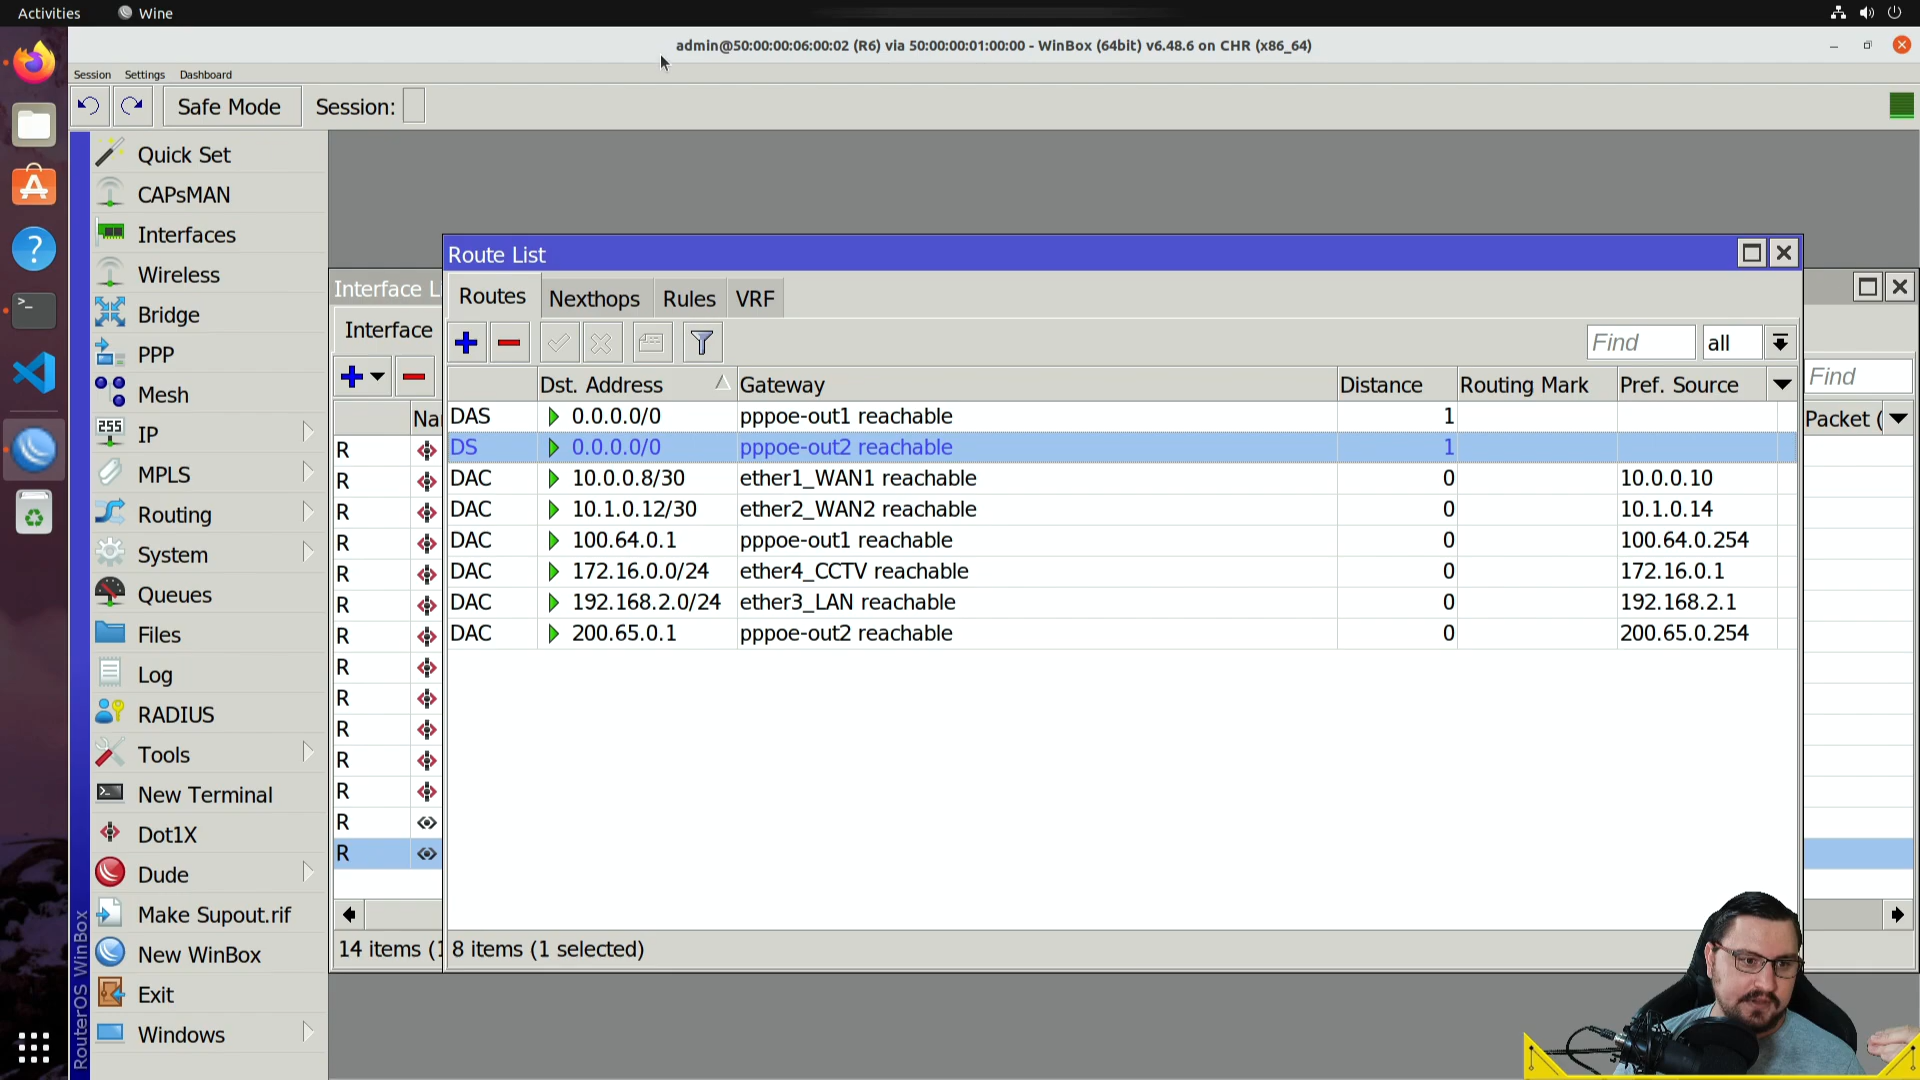 Activities
Wine
admin@50:00:00:06:00:02 (R6) via 50:00:00:01:00:00 - WinBox (64bit) v6.48.6 on CHR (x86_64)
Session Settings Dashboard
Safe Mode Session:
Quick Set
CAPsMAN
Interfaces
Wireless
Bridge
PPP
Mesh
255
IP
MPLS
Routing
System
Queues
Files
Log
RADIUS
Tools
New Terminal
Dot1X
Dude
Make Supout.rif
New WinBox
Exit
Windows
RouterOS WinBox
Interface L
Interface
Na
R
R
R
R
R
R
R
R
R
R
R
R
R
R
14 items (1
Find
Packet (
Route List
Routes Nexthops Rules VRF
Find all
Dst. Address Gateway Distance Routing Mark Pref. Source
DAS 0.0.0.0/0 pppoe-out1 reachable 1
DS 0.0.0.0/0 pppoe-out2 reachable 1
DAC 10.0.0.8/30 ether1_WAN1 reachable 0 10.0.0.10
DAC 10.1.0.12/30 ether2_WAN2 reachable 0 10.1.0.14
DAC 100.64.0.1 pppoe-out1 reachable 0 100.64.0.254
DAC 172.16.0.0/24 ether4_CCTV reachable 0 172.16.0.1
DAC 192.168.2.0/24 ether3_LAN reachable 0 192.168.2.1
DAC 200.65.0.1 pppoe-out2 reachable 0 200.65.0.254
8 items (1 selected)